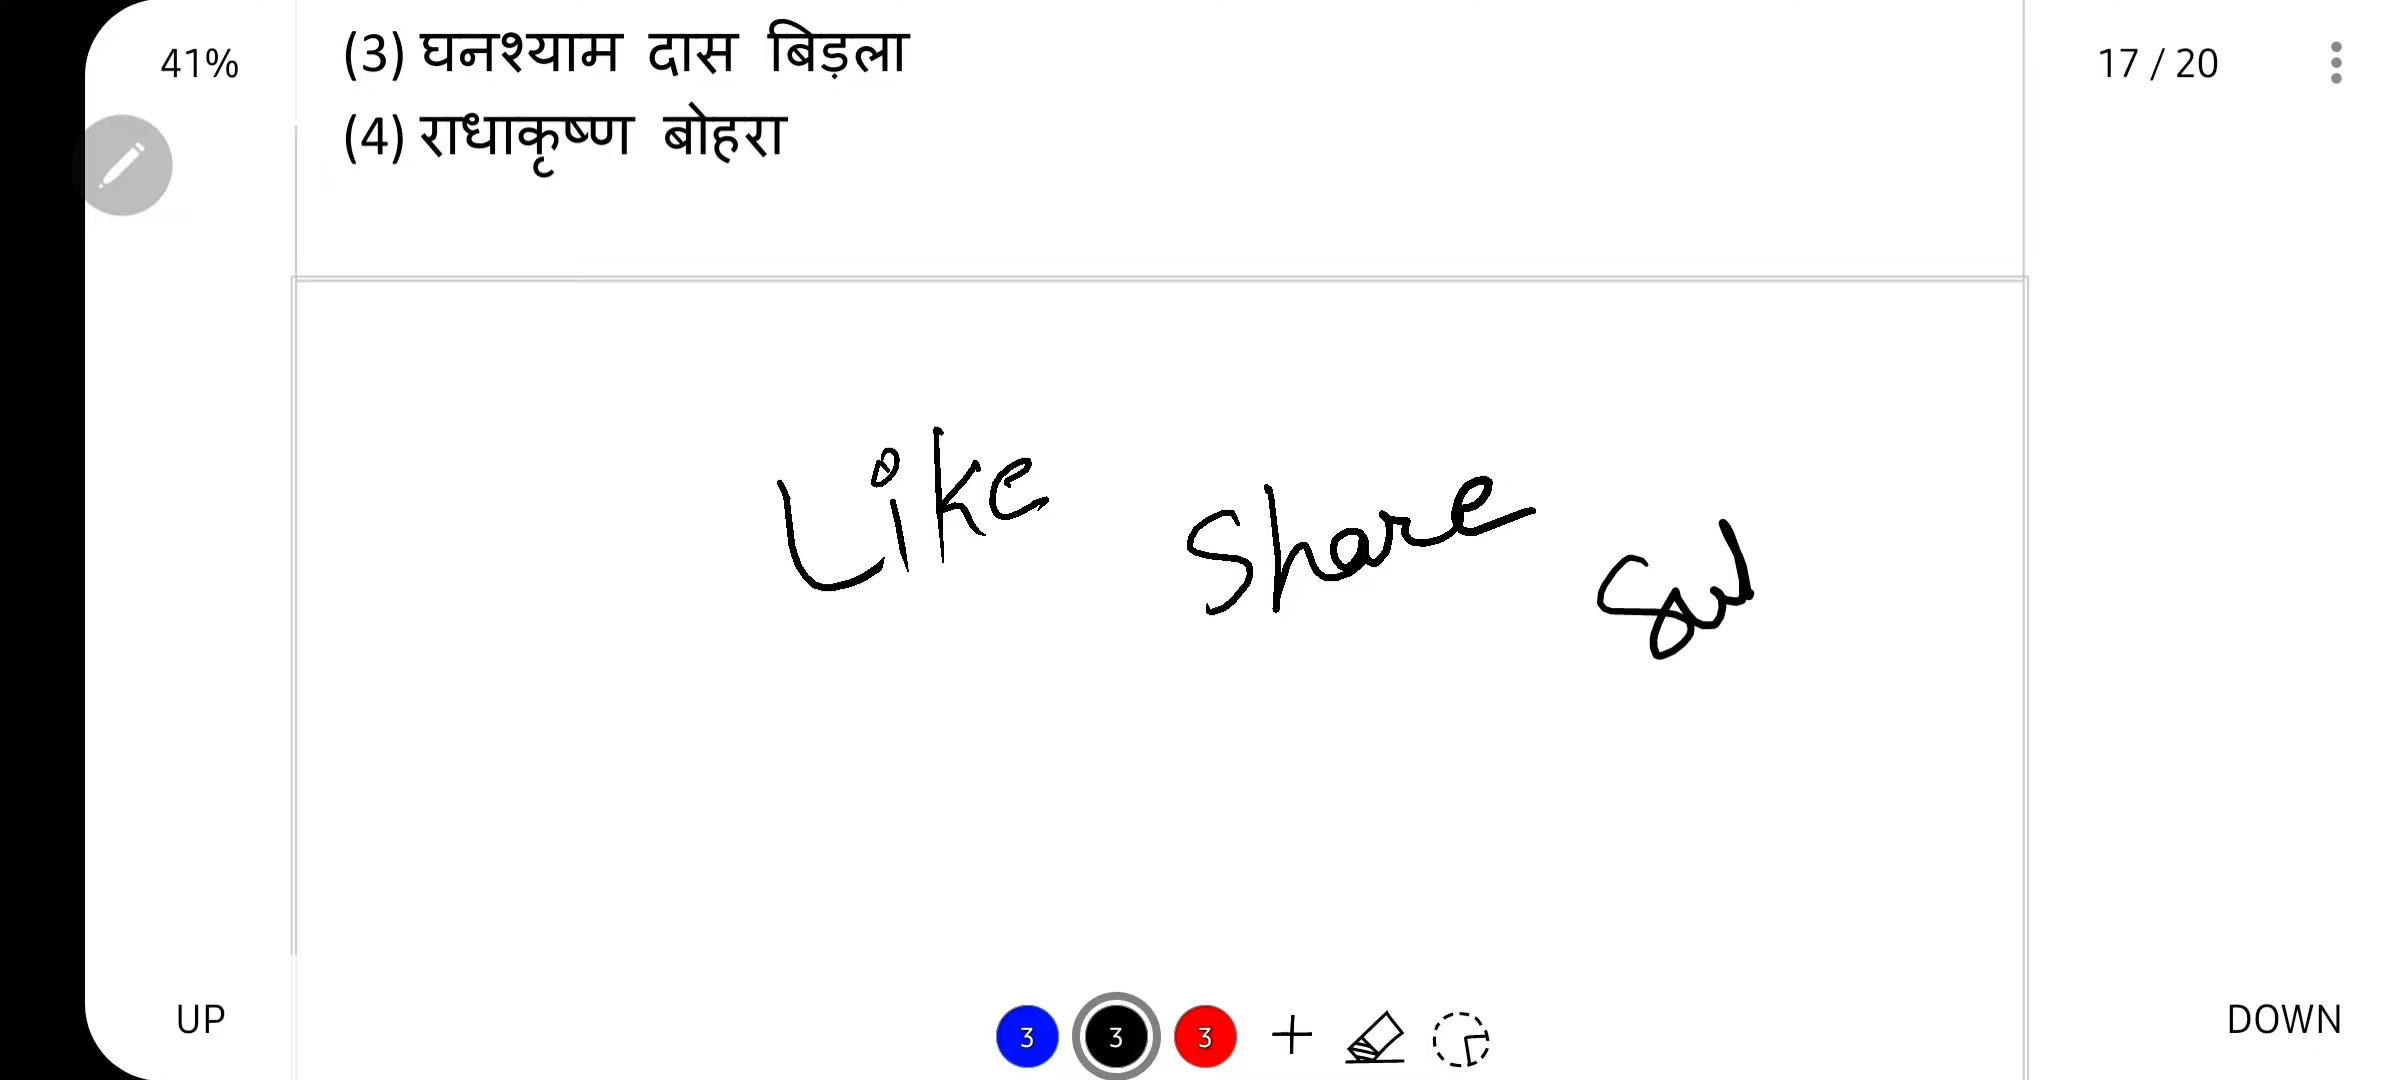 41%
(3) घनश्याम दास बिड़ला
17 / 20
(4) राधाकृष्ण बोहरा
Like Share
UP
3 3 3
DOWN